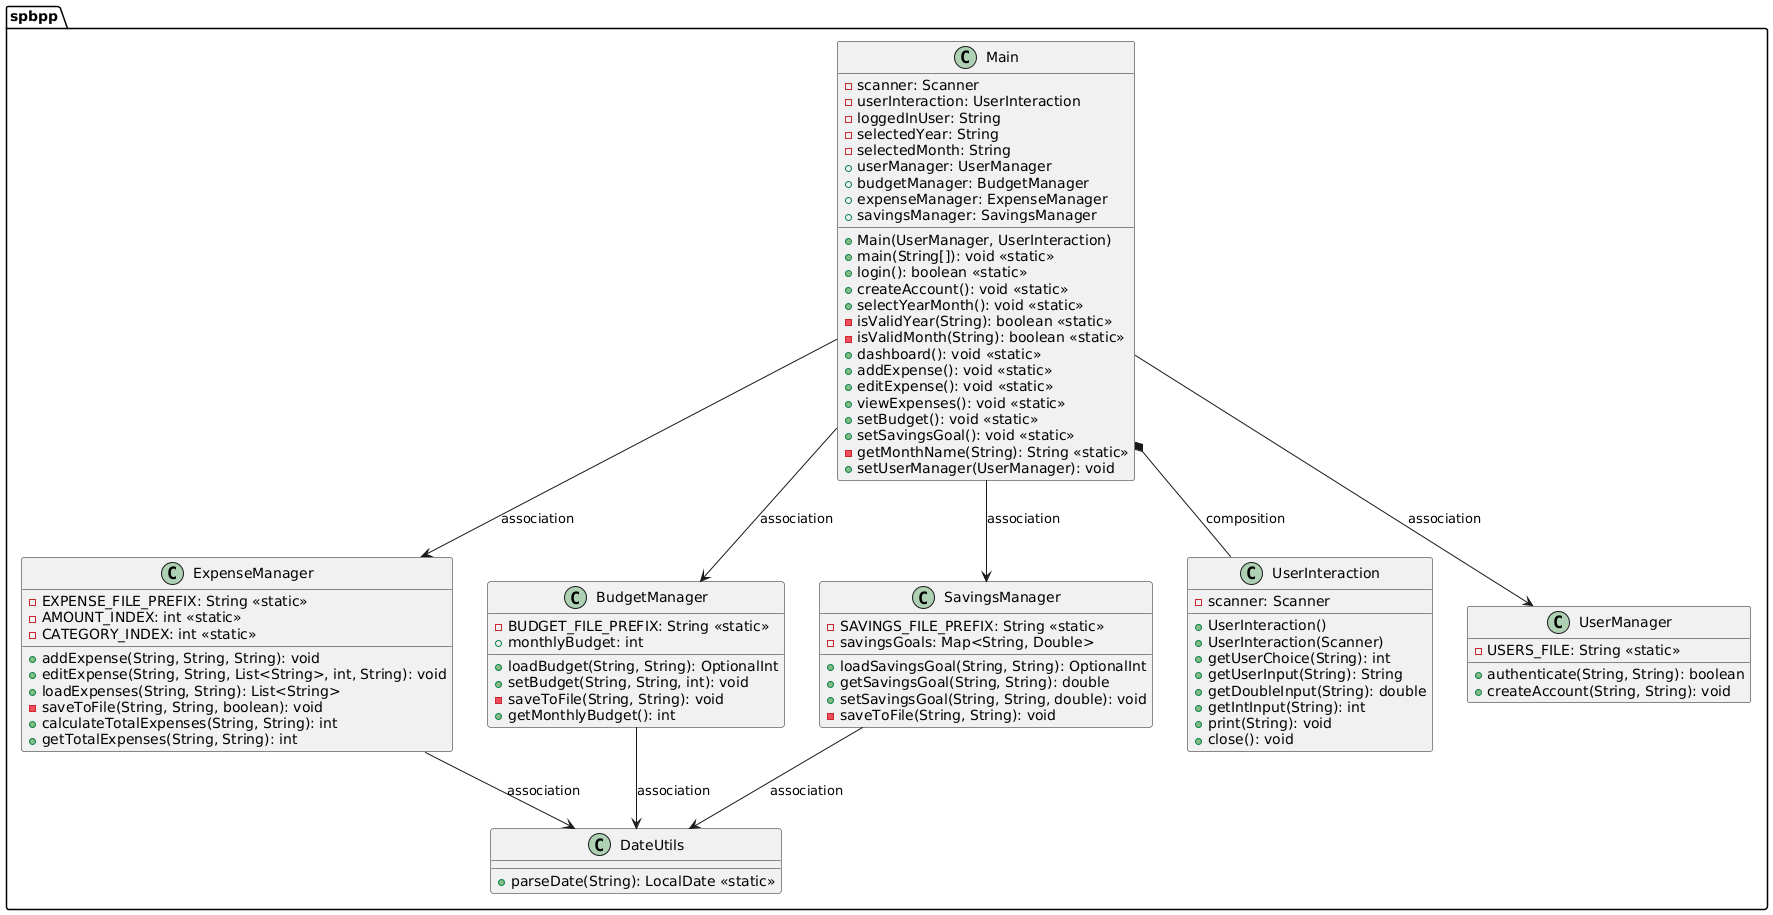 spbpp
C Main
scanner: Scanner
userInteraction: UserInteraction
loggedInUser: String
selectedYear: String
selectedMonth: String
userManager: UserManager
budgetManager: BudgetManager
expenseManager: ExpenseManager
savingsManager: SavingsManager
Main(UserManager, UserInteraction)
main(String[]): void «static»
login(): boolean «static»
createAccount(): void «static»
selectYearMonth(): void «static»
isValidYear(String): boolean «static»
isValidMonth(String): boolean «static»
dashboard(): void «static»
addExpense(): void «static»
editExpense(): void «static»
viewExpenses(): void «static»
setBudget(): void «static»
setSavingsGoal(): void «static»
getMonthName(String): String «static»
setUserManager(UserManager): void
association
association
association
composition
association
C ExpenseManager
EXPENSE_FILE_PREFIX: String «static»
AMOUNT_INDEX: int «static»
CATEGORY_INDEX: int «static»
addExpense(String, String, String): void
editExpense(String, String, List<String>, int, String): void
loadExpenses(String, String): List<String>
saveToFile(String, String, boolean): void
calculateTotalExpenses(String, String): int
getTotalExpenses(String, String): int
C BudgetManager
BUDGET_FILE_PREFIX: String «static»
monthlyBudget: int
loadBudget(String, String): OptionalInt
setBudget(String, String, int): void
saveToFile(String, String): void
getMonthlyBudget(): int
C SavingsManager
SAVINGS_FILE_PREFIX: String «static»
savingsGoals: Map<String, Double>
loadSavingsGoal(String, String): OptionalInt
getSavingsGoal(String, String): double
setSavingsGoal(String, String, double): void
saveToFile(String, String): void
C UserInteraction
scanner: Scanner
UserInteraction()
UserInteraction(Scanner)
getUserChoice(String): int
getUserInput(String): String
getDoubleInput(String): double
getIntInput(String): int
print(String): void
close(): void
C UserManager
USERS_FILE: String «static»
authenticate(String, String): boolean
createAccount(String, String): void
association
association
association
C DateUtils
parseDate(String): LocalDate «static»